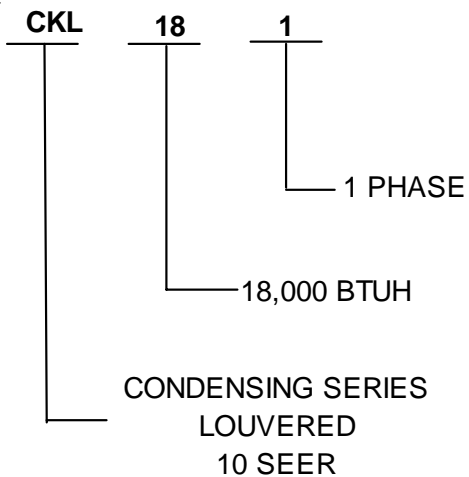 CKL 18 1
1 PHASE
18,000 BTUH
CONDENSING SERIES
LOUVERED
10 SEER